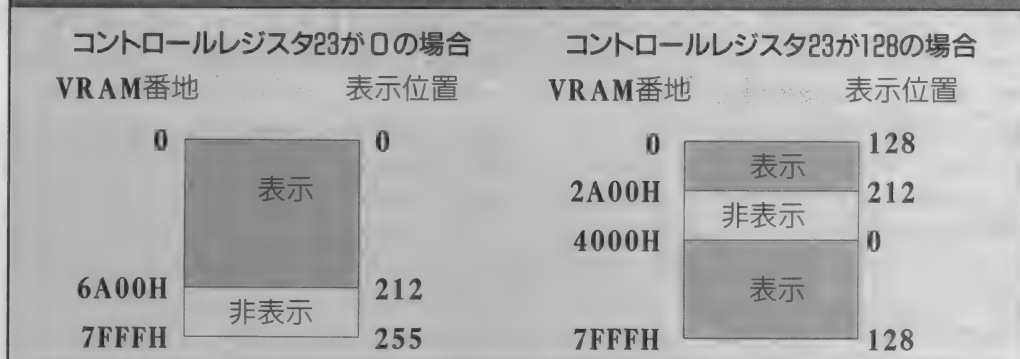 コントロールレジスタ23が0の場合
VRAM番地 表示位置
0 0
表示
6A00H 212
非表示
7FFFH 255
コントロールレジスタ23が128の場合
VRAM番地 表示位置
0 128
表示
2A00H 212
非表示
4000H 0
表示
7FFFH 128